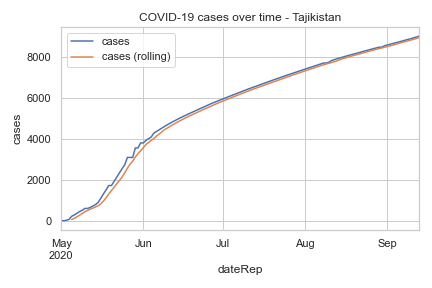 COVID-19 cases over time - Tajikistan
cases
cases (rolling)
cases
8000
6000
4000
2000
0
May
2020
Jun
Jul
Aug
Sep
dateRep